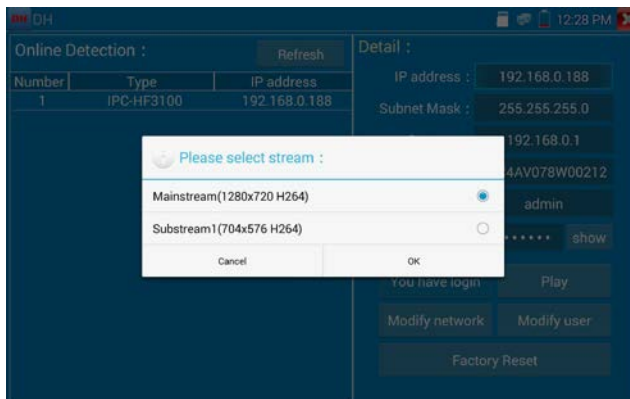 DH DH
12:28 PM
Online Detection :
Refresh
Number Type IP address
1 IPC-HF3100 192.168.0.188
Detail :
IP address : 192.168.0.188
Subnet Mask : 255.255.255.0
192.168.0.1
4AV078W00212
admin
show
You have login Play
Modify network Modify user
Factory Reset
Please select stream :
Mainstream(1280x720 H264)
Substream1(704x576 H264)
Cancel OK